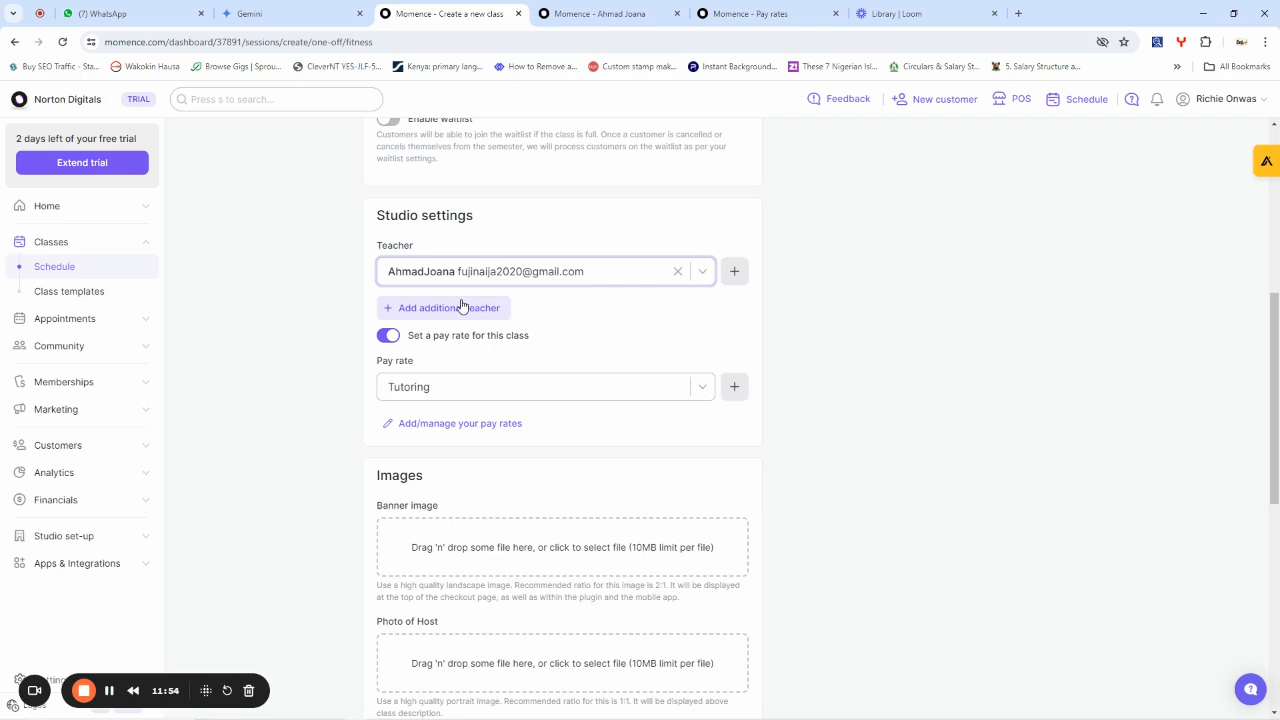 Momence
Gemini
Momence - Create one-off fitness
Momence - Ahmad Joana
Momence - Pay rates
Library | Loom
momence.com/dashboard/37891/sessions/create/one-off/fitness
Buy SEO Traffic - Sta...
Wakokin Haus
Browse Gigs | Sprou...
CleverNT YES-JLF-5...
Kenya: primary lang...
How to Remove a...
Custom stamp mak...
Instant Background...
These 7 Nigerian Isl...
Circulars & Salary St...
5. Salary Structure a...
All Bookmarks
Norton Digitals
TRIAL
Press s to search...
Feedback
New customer
POS
Schedule
Richie Onwas
2 days left of your free trial
Extend trial
Home
Classes
Schedule
Class templates
Appointments
Community
Memberships
Marketing
Customers
Analytics
Financials
Studio set-up
Apps & Integrations
11:54
Enable waitlist
Customers will be able to join the waitlist if the class is full. Once a customer is cancelled or
cancels themselves from the semester, we will process customers on the waitlist as per your
waitlist settings.
Studio settings
Teacher
AhmadJoana fujinaija2020@gmail.com
+ Add additional teacher
Set a pay rate for this class
Pay rate
Tutoring
Add/manage your pay rates
Images
Banner image
Drag 'n' drop some file here, or click to select file (10MB limit per file)
Use a high quality landscape image. Recommended ratio for this image is 2:1. It will be displayed
at the top of the checkout page, as well as within the plugin and the mobile app.
Photo of Host
Drag 'n' drop some file here, or click to select file (10MB limit per file)
Use a high quality portrait image. Recommended ratio for this is 1:1. It will be displayed above
class description.